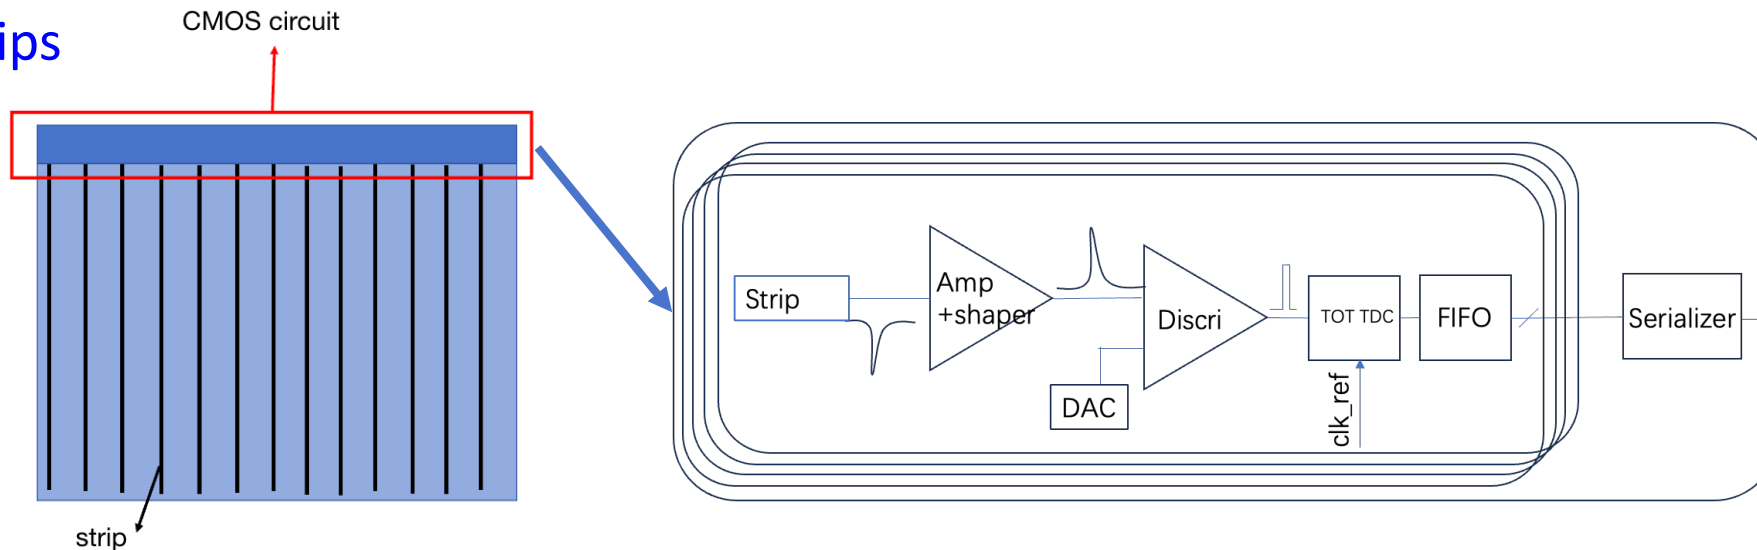 CMOS circuit
ips
strip
Strip
Amp
+shaper
DAC
Discri
TOT TDC
clk_ref
FIFO
Serializer